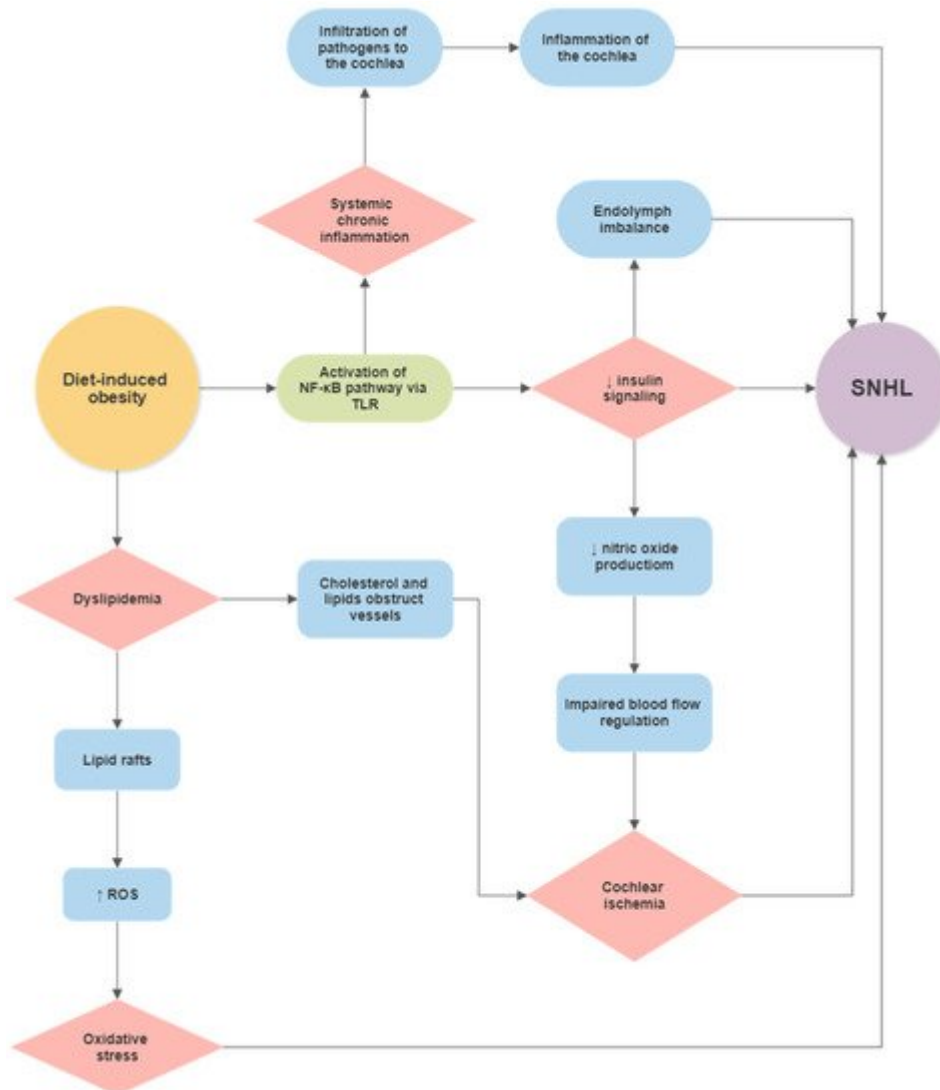 Infiltration of
pathogens to
the cochlea
Inflammation of
the cochlea
Systemic
chronic
inflammation
Endolymph
imbalance
Diet-induced
obesity
Activation of
NF-κB pathway via
TLR
↓ insulin
signaling
SNHL
↓ nitric oxide
productiom
Dyslipidemia
Cholesterol and
lipids obstruct
vessels
Impaired blood flow
regulation
Lipid rafts
↑ ROS
Cochlear
ischemia
Oxidative
stress